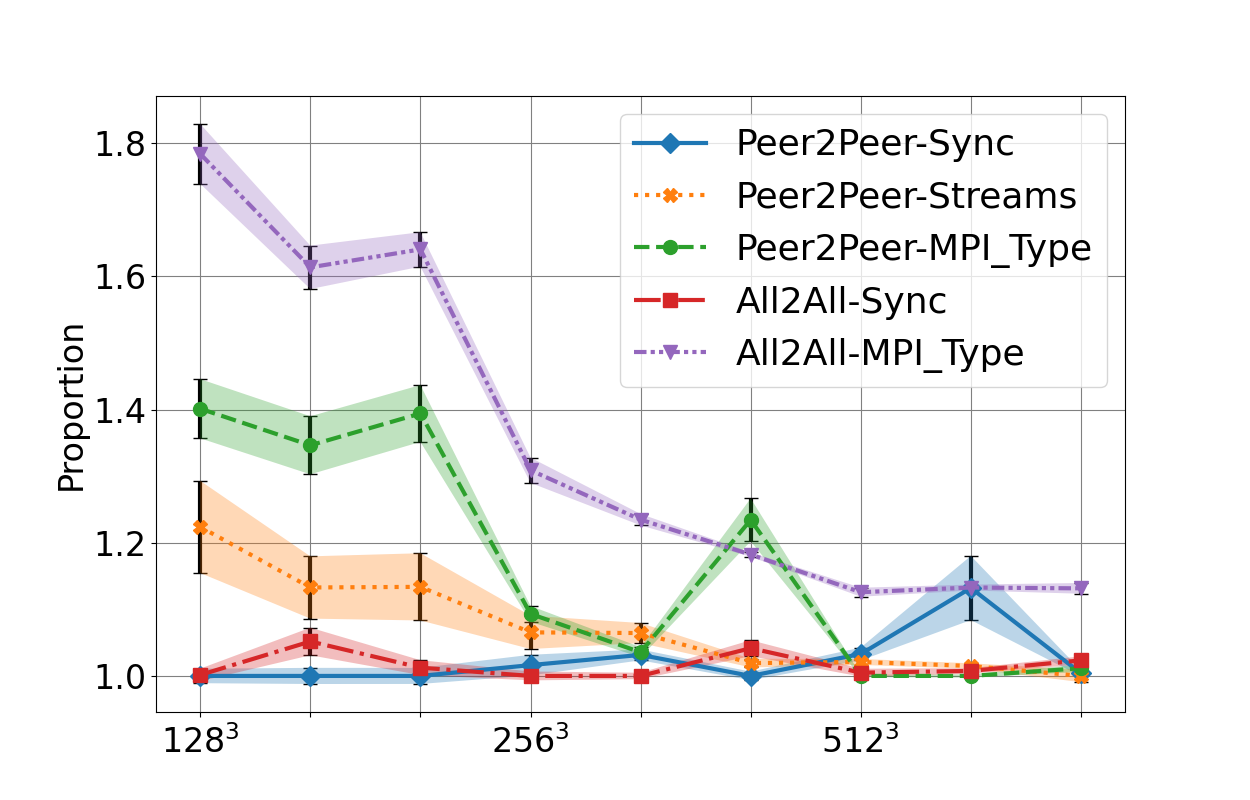 Proportion
1.8
1.6
1.4
1.2
1.0
128³
256³
512³
Peer2Peer-Sync
Peer2Peer-Streams
Peer2Peer-MPI_Type
All2All-Sync
All2All-MPI_Type